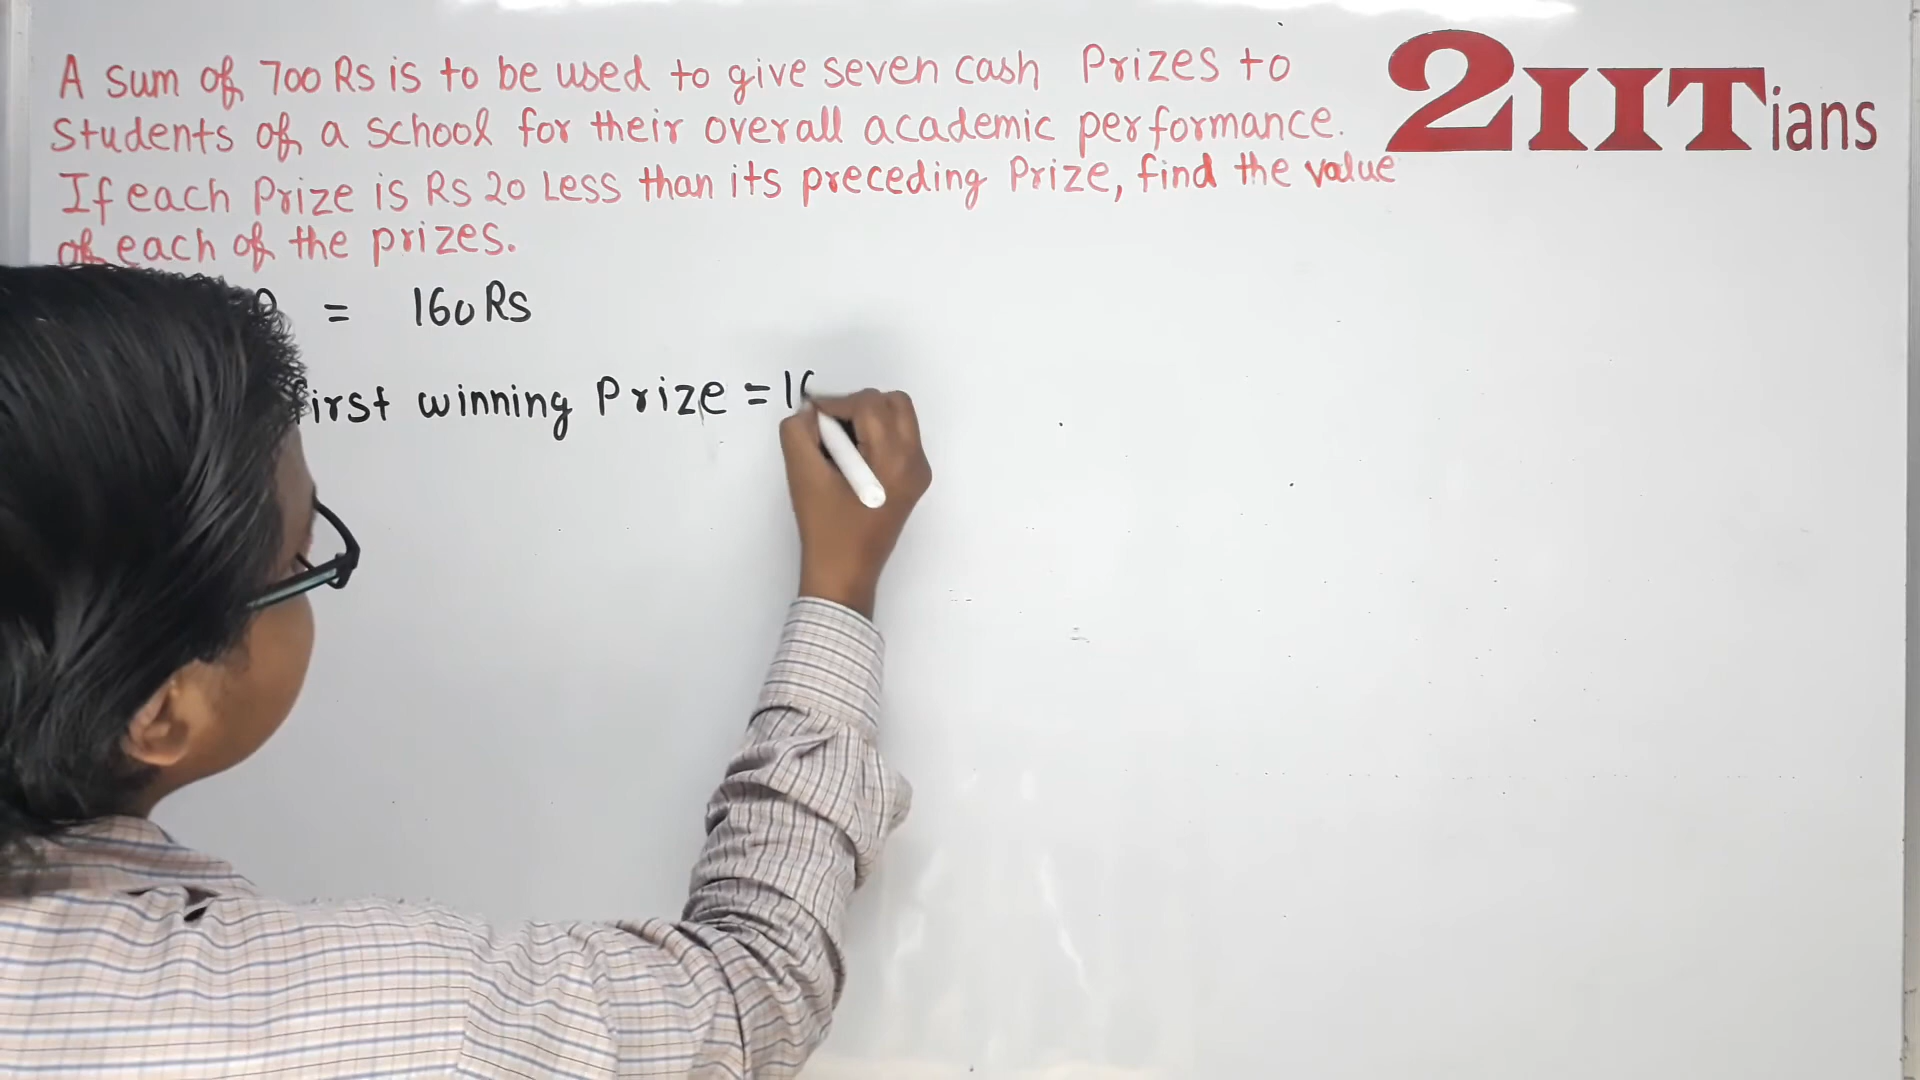 A sum of 700 Rs is to be used to give seven cash Prizes to
Students of a School for their overall academic performance.
If each Prize is Rs 20 Less than its preceding Prize, find the value
of each of the prizes.
= 160 Rs
first winning Prize = 16
2IITians